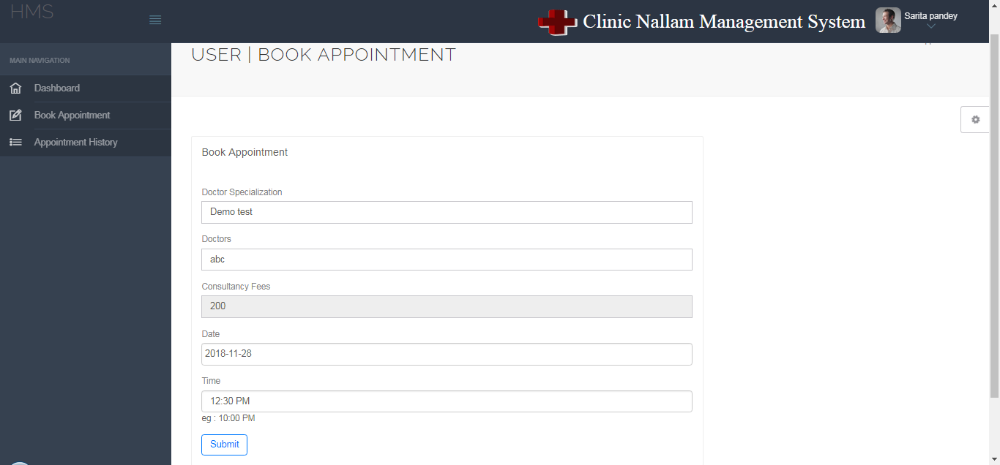 HMS
Clinic Nallam Management System
Sarita pandey
MAIN NAVIGATION
Dashboard
Book Appointment
Appointment History
USER | BOOK APPOINTMENT
Book Appointment
Doctor Specialization
Demo test
Doctors
abc
Consultancy Fees
200
Date
2018-11-28
Time
12:30 PM
eg : 10:00 PM
Submit